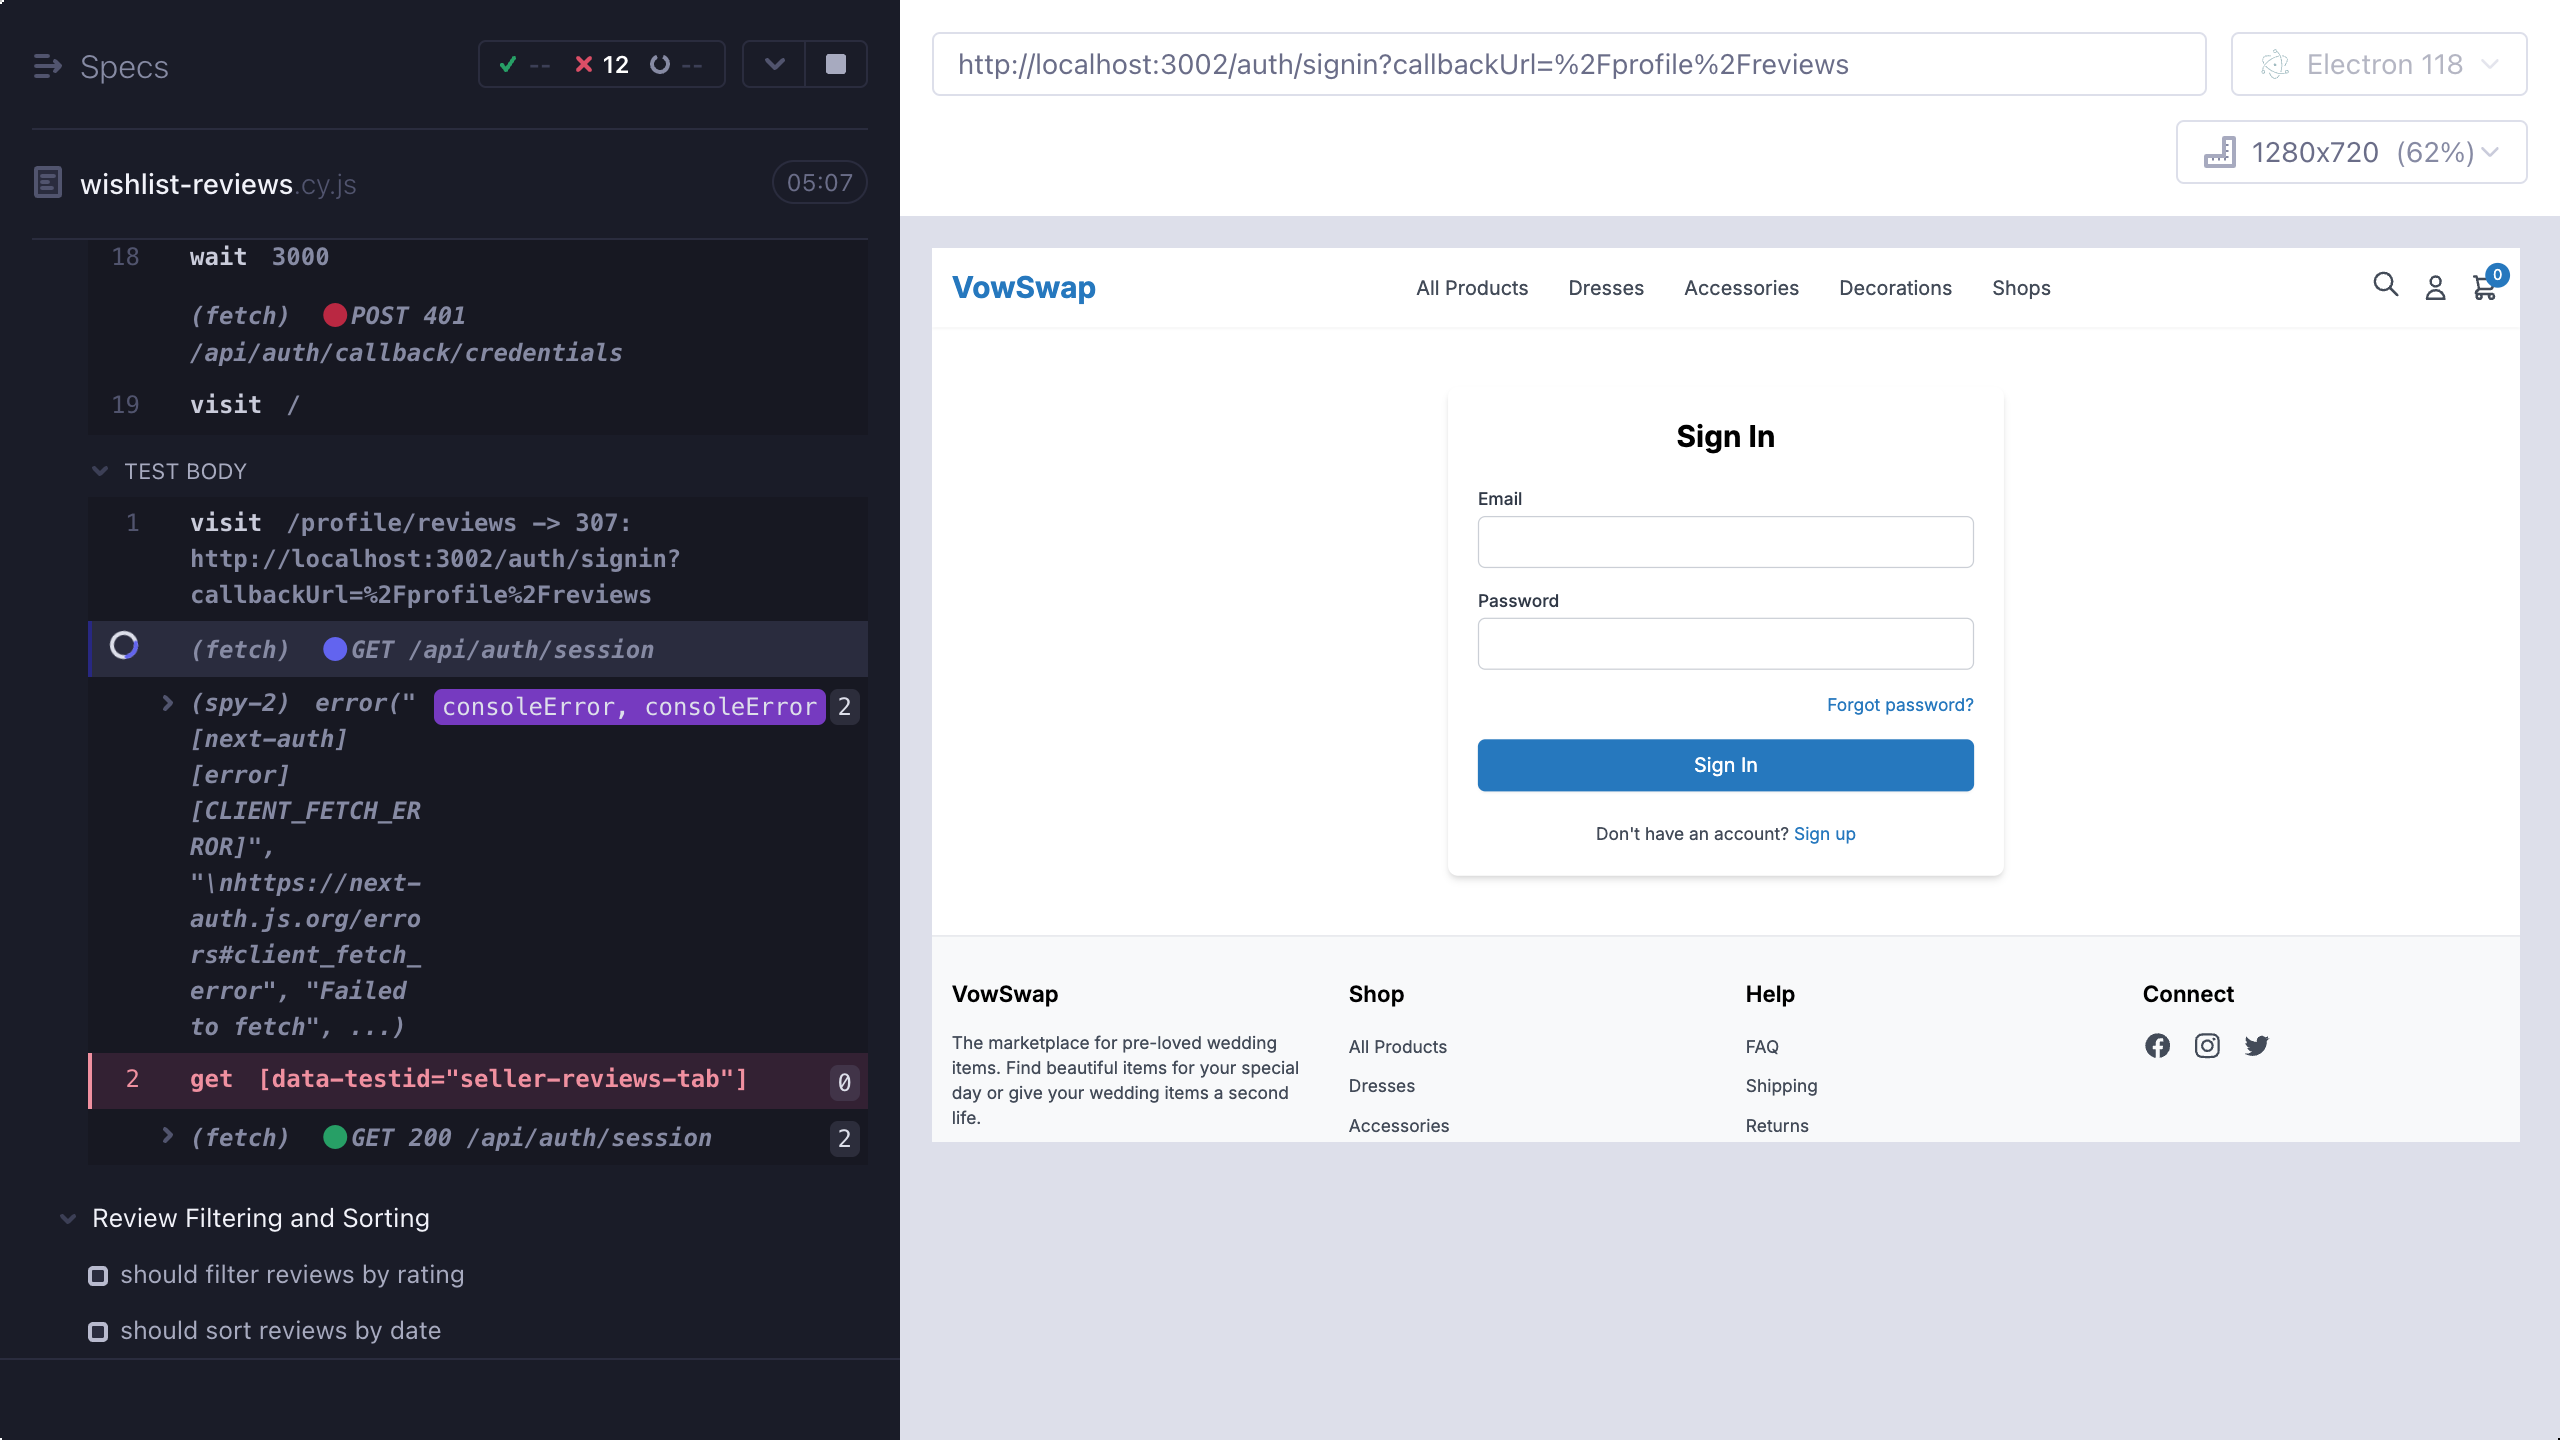 Specs
-- 12 --
wishlist-reviews.cy.js 05:07
18 wait 3000
(fetch) POST 401
/api/auth/callback/credentials
19 visit /
TEST BODY
1 visit /profile/reviews -> 307:
http://localhost:3002/auth/signin?
callbackUrl=%2Fprofile%2Freviews
(fetch) GET /api/auth/session
(spy-2) error(" consoleError, consoleError 2
[next-auth]
[error]
[CLIENT_FETCH_ER
ROR]",
"\nhttps://next-
auth.js.org/erro
rs#client_fetch_
error", "Failed
to fetch", ...)
2 get [data-testid="seller-reviews-tab"] 0
(fetch) GET 200 /api/auth/session 2
Review Filtering and Sorting
should filter reviews by rating
should sort reviews by date
http://localhost:3002/auth/signin?callbackUrl=%2Fprofile%2Freviews
Electron 118
1280x720 (62%)
VowSwap
All Products Dresses Accessories Decorations Shops
0
Sign In
Email
Password
Forgot password?
Sign In
Don't have an account? Sign up
VowSwap
The marketplace for pre-loved wedding
items. Find beautiful items for your special
day or give your wedding items a second
life.
Shop
All Products
Dresses
Accessories
Help
FAQ
Shipping
Returns
Connect